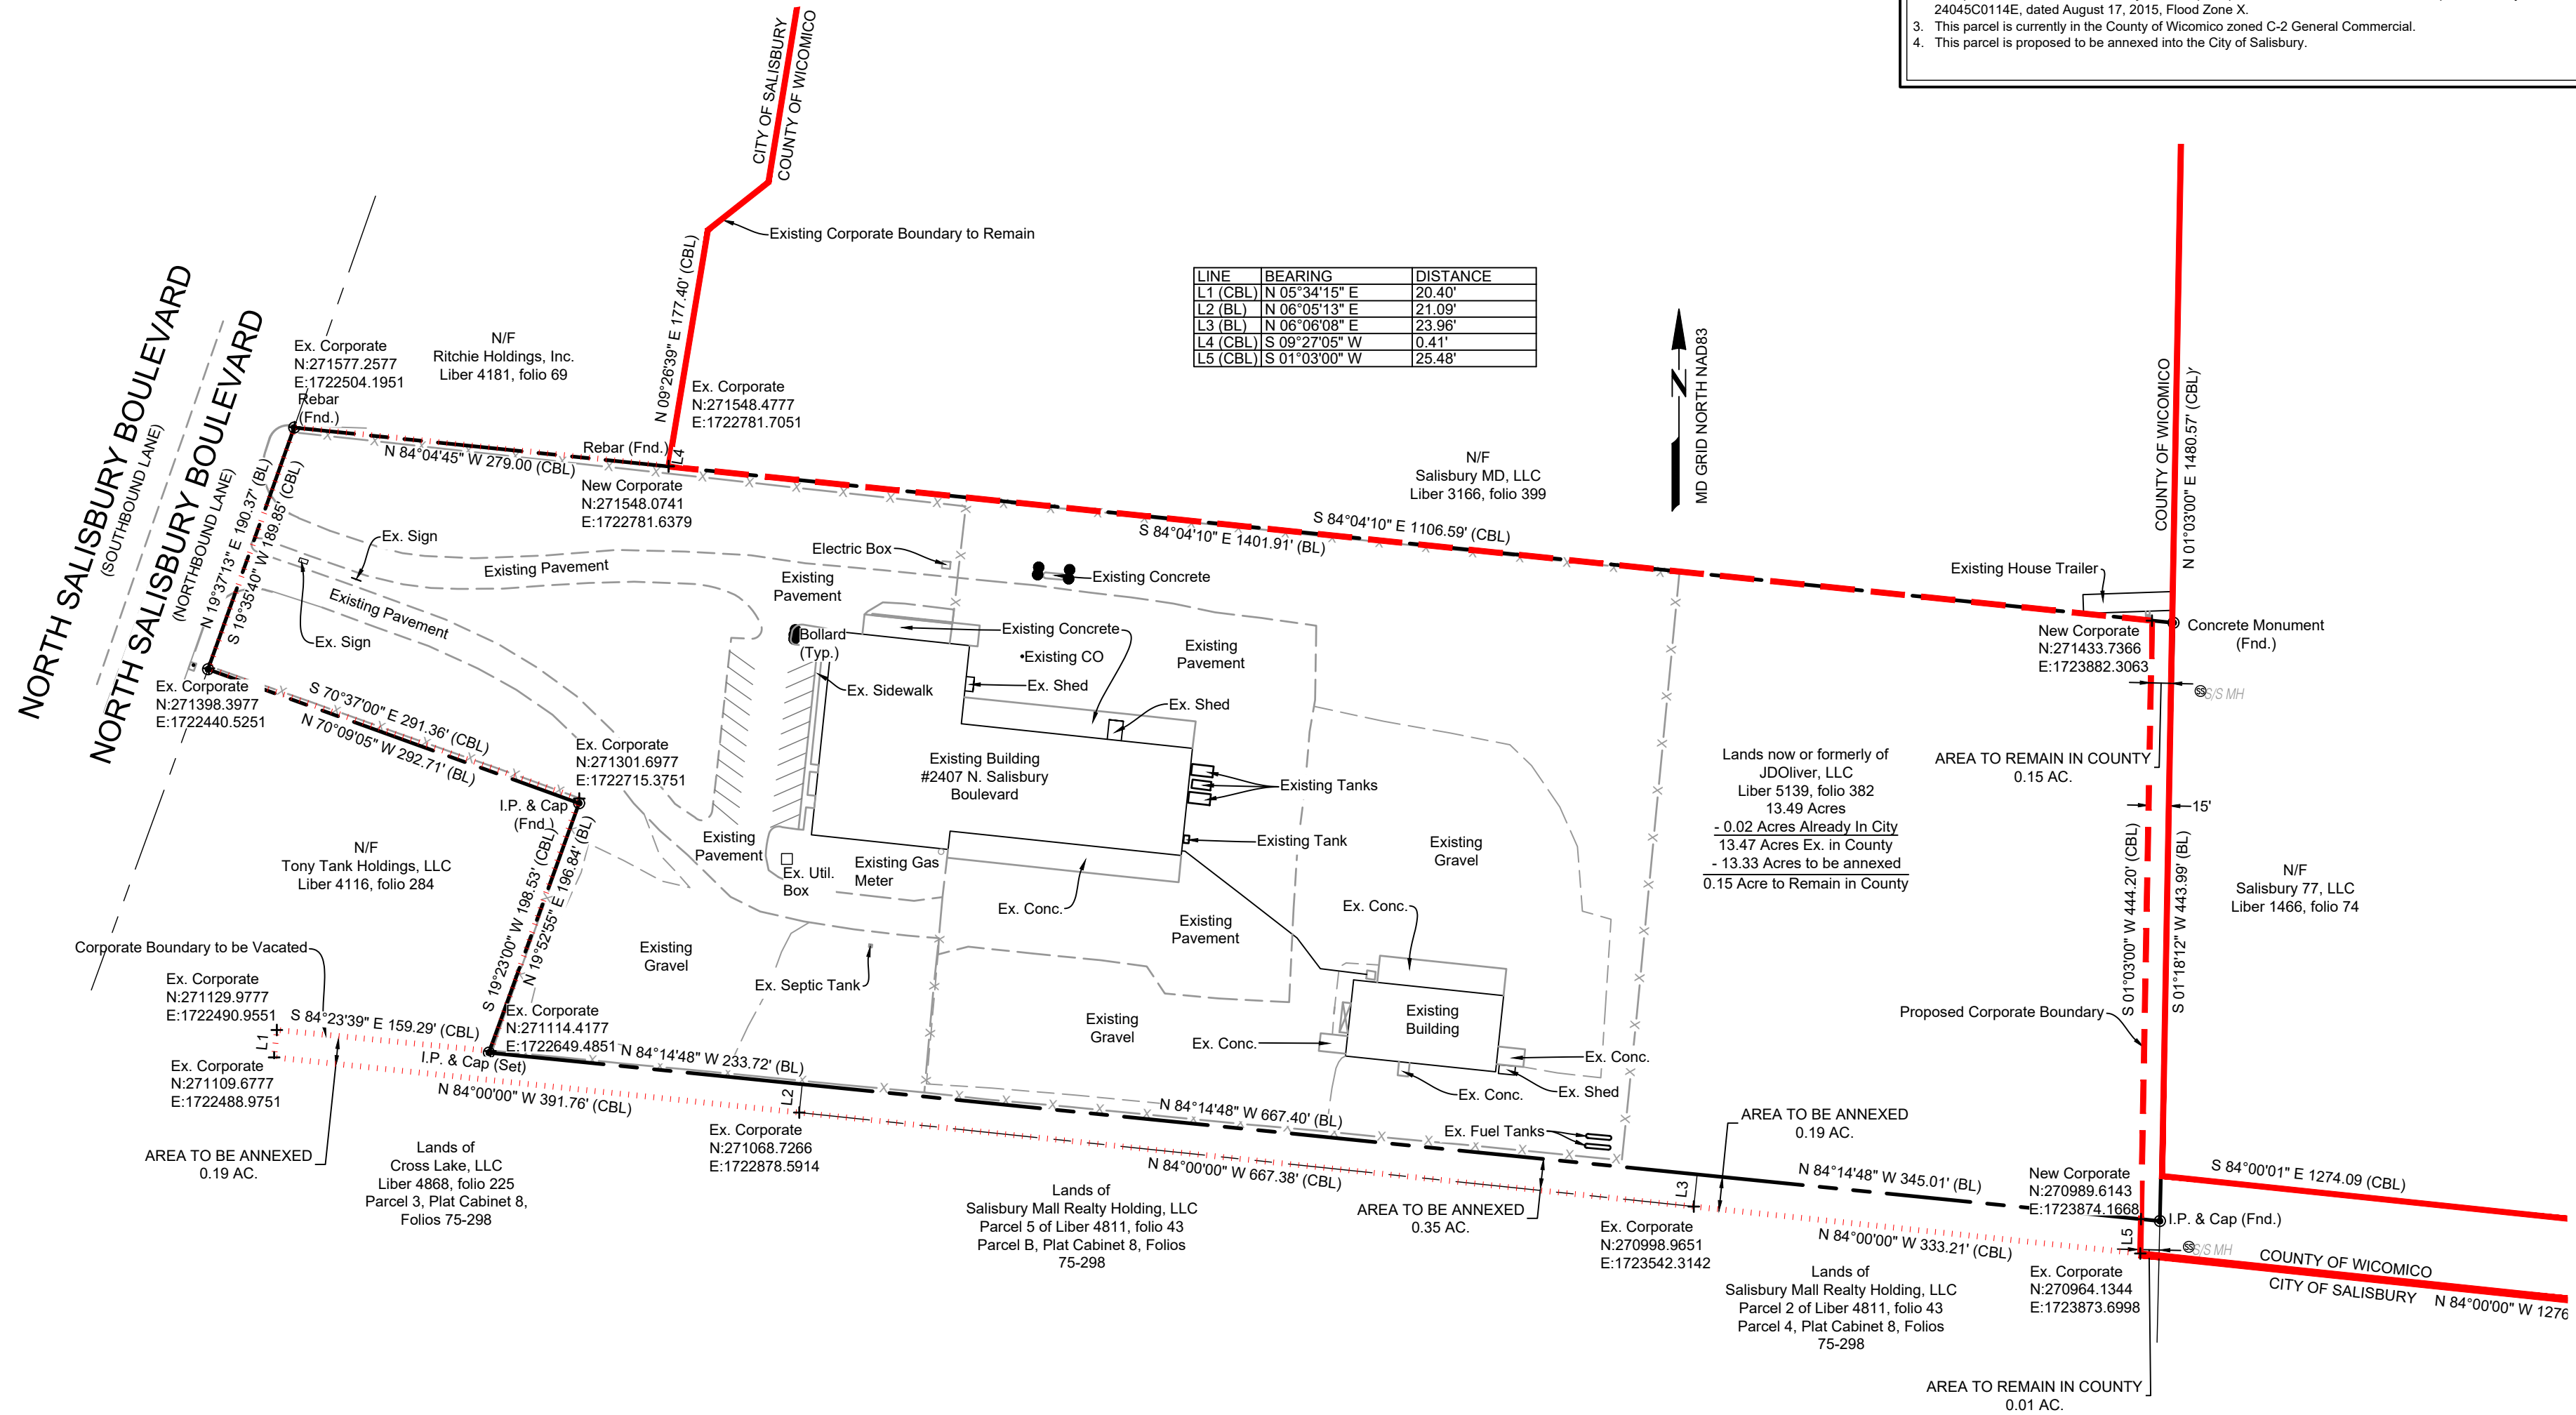 24045C0114E, dated August 17, 2015, Flood Zone X.
3. This parcel is currently in the County of Wicomico zoned C-2 General Commercial.
4. This parcel is proposed to be annexed into the City of Salisbury.
CITY OF SALISBURY
COUNTY OF WICOMICO
Existing Corporate Boundary to Remain
N 09°26'39" E 177.40' (CBL)
LINE BEARING DISTANCE
L1 (CBL) N 05°34'15" E 20.40'
L2 (BL) N 06°05'13" E 21.09'
L3 (BL) N 06°06'08" E 23.96'
L4 (CBL) S 09°27'05" W 0.41'
L5 (CBL) S 01°03'00" W 25.48'
N
MD GRID NORTH NAD83
COUNTY OF WICOMICO
N 01°03'00" E 1480.57' (CBL)
NORTH SALISBURY BOULEVARD
(SOUTHBOUND LANE)
NORTH SALISBURY BOULEVARD
(NORTHBOUND LANE)
Ex. Corporate
N:271577.2577
E:1722504.1951
Rebar
(Fnd.)
N/F
Ritchie Holdings, Inc.
Liber 4181, folio 69
Ex. Corporate
N:271548.4777
E:1722781.7051
Rebar (Fnd.)
L4
N 84°04'45" W 279.00 (CBL)
New Corporate
N:271548.0741
E:1722781.6379
N/F
Salisbury MD, LLC
Liber 3166, folio 399
S 84°04'10" E 1106.59' (CBL)
S 84°04'10" E 1401.91' (BL)
N 19°37'13" E 190.37' (BL)
S 19°35'40" W 189.85' (CBL)
Ex. Sign
Existing Pavement
Existing Pavement
Ex. Sign
Electric Box
Existing
Pavement
Existing Concrete
Existing House Trailer
New Corporate
N:271433.7366
E:1723882.3063
Concrete Monument
(Fnd.)
S/S MH
Bollard
(Typ.)
Existing Concrete
Existing CO
Existing
Pavement
Ex. Sidewalk
Ex. Shed
Ex. Shed
Ex. Corporate
N:271398.3977
E:1722440.5251
S 70°37'00" E 291.36' (CBL)
N 70°09'05" W 292.71' (BL)
Ex. Corporate
N:271301.6977
E:1722715.3751
I.P. & Cap
(Fnd.)
Existing Building
#2407 N. Salisbury
Boulevard
Existing Tanks
Existing Tank
Existing
Gravel
Lands now or formerly of
JDOliver, LLC
Liber 5139, folio 382
13.49 Acres
- 0.02 Acres Already In City
13.47 Acres Ex. in County
- 13.33 Acres to be annexed
0.15 Acre to Remain in County
AREA TO REMAIN IN COUNTY
0.15 AC.
15'
S 01°03'00" W 444.20' (CBL)
S 01°18'12" W 443.99' (BL)
N/F
Salisbury 77, LLC
Liber 1466, folio 74
N/F
Tony Tank Holdings, LLC
Liber 4116, folio 284
Existing
Pavement
Ex. Util.
Box
Existing Gas
Meter
Ex. Conc.
Existing
Pavement
Ex. Conc.
S 19°23'00" W 198.53' (CBL)
N 19°52'55" E 196.84' (BL)
Existing
Gravel
Ex. Septic Tank
Corporate Boundary to be Vacated
Ex. Corporate
N:271129.9777
E:1722490.9551
S 84°23'39" E 159.29' (CBL)
L1
Ex. Corporate
N:271109.6777
E:1722488.9751
Ex. Corporate
N:271114.4177
E:1722649.4851
I.P. & Cap (Set)
N 84°14'48" W 233.72' (BL)
N 84°00'00" W 391.76' (CBL)
L2
Existing
Gravel
Ex. Conc.
Existing
Building
Ex. Conc.
Ex. Shed
Ex. Conc.
Proposed Corporate Boundary
N 84°14'48" W 667.40' (BL)
Ex. Fuel Tanks
AREA TO BE ANNEXED
0.19 AC.
AREA TO BE ANNEXED
0.19 AC.
Lands of
Cross Lake, LLC
Liber 4868, folio 225
Parcel 3, Plat Cabinet 8,
Folios 75-298
Ex. Corporate
N:271068.7266
E:1722878.5914
N 84°00'00" W 667.38' (CBL)
Lands of
Salisbury Mall Realty Holding, LLC
Parcel 5 of Liber 4811, folio 43
Parcel B, Plat Cabinet 8, Folios
75-298
AREA TO BE ANNEXED
0.35 AC.
L3
N 84°14'48" W 345.01' (BL)
Ex. Corporate
N:270998.9651
E:1723542.3142
N 84°00'00" W 333.21' (CBL)
Lands of
Salisbury Mall Realty Holding, LLC
Parcel 2 of Liber 4811, folio 43
Parcel 4, Plat Cabinet 8, Folios
75-298
New Corporate
N:270989.6143
E:1723874.1668
I.P. & Cap (Fnd.)
S 84°00'01" E 1274.09 (CBL)
L5
S/S MH
Ex. Corporate
N:270964.1344
E:1723873.6998
COUNTY OF WICOMICO
CITY OF SALISBURY
N 84°00'00" W 1276
AREA TO REMAIN IN COUNTY
0.01 AC.